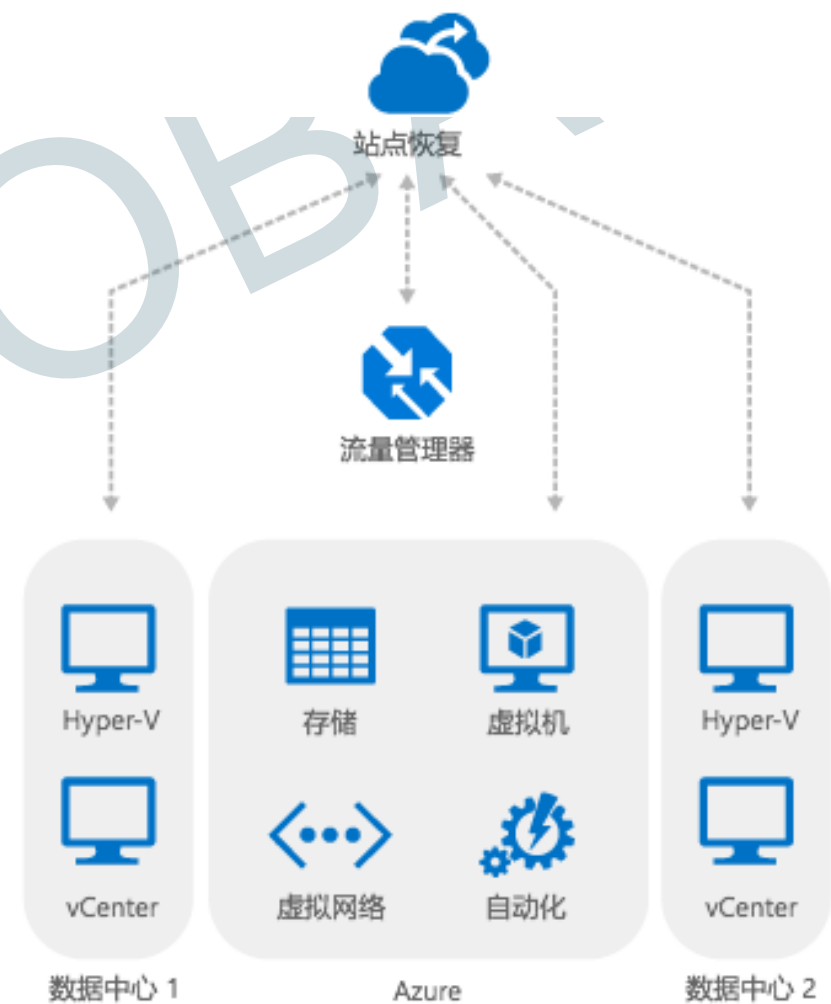 站点恢复
流量管理器
Hyper-V
存储
虚拟机
Hyper-V
vCenter
虚拟网络
自动化
vCenter
数据中心 1
Azure
数据中心 2